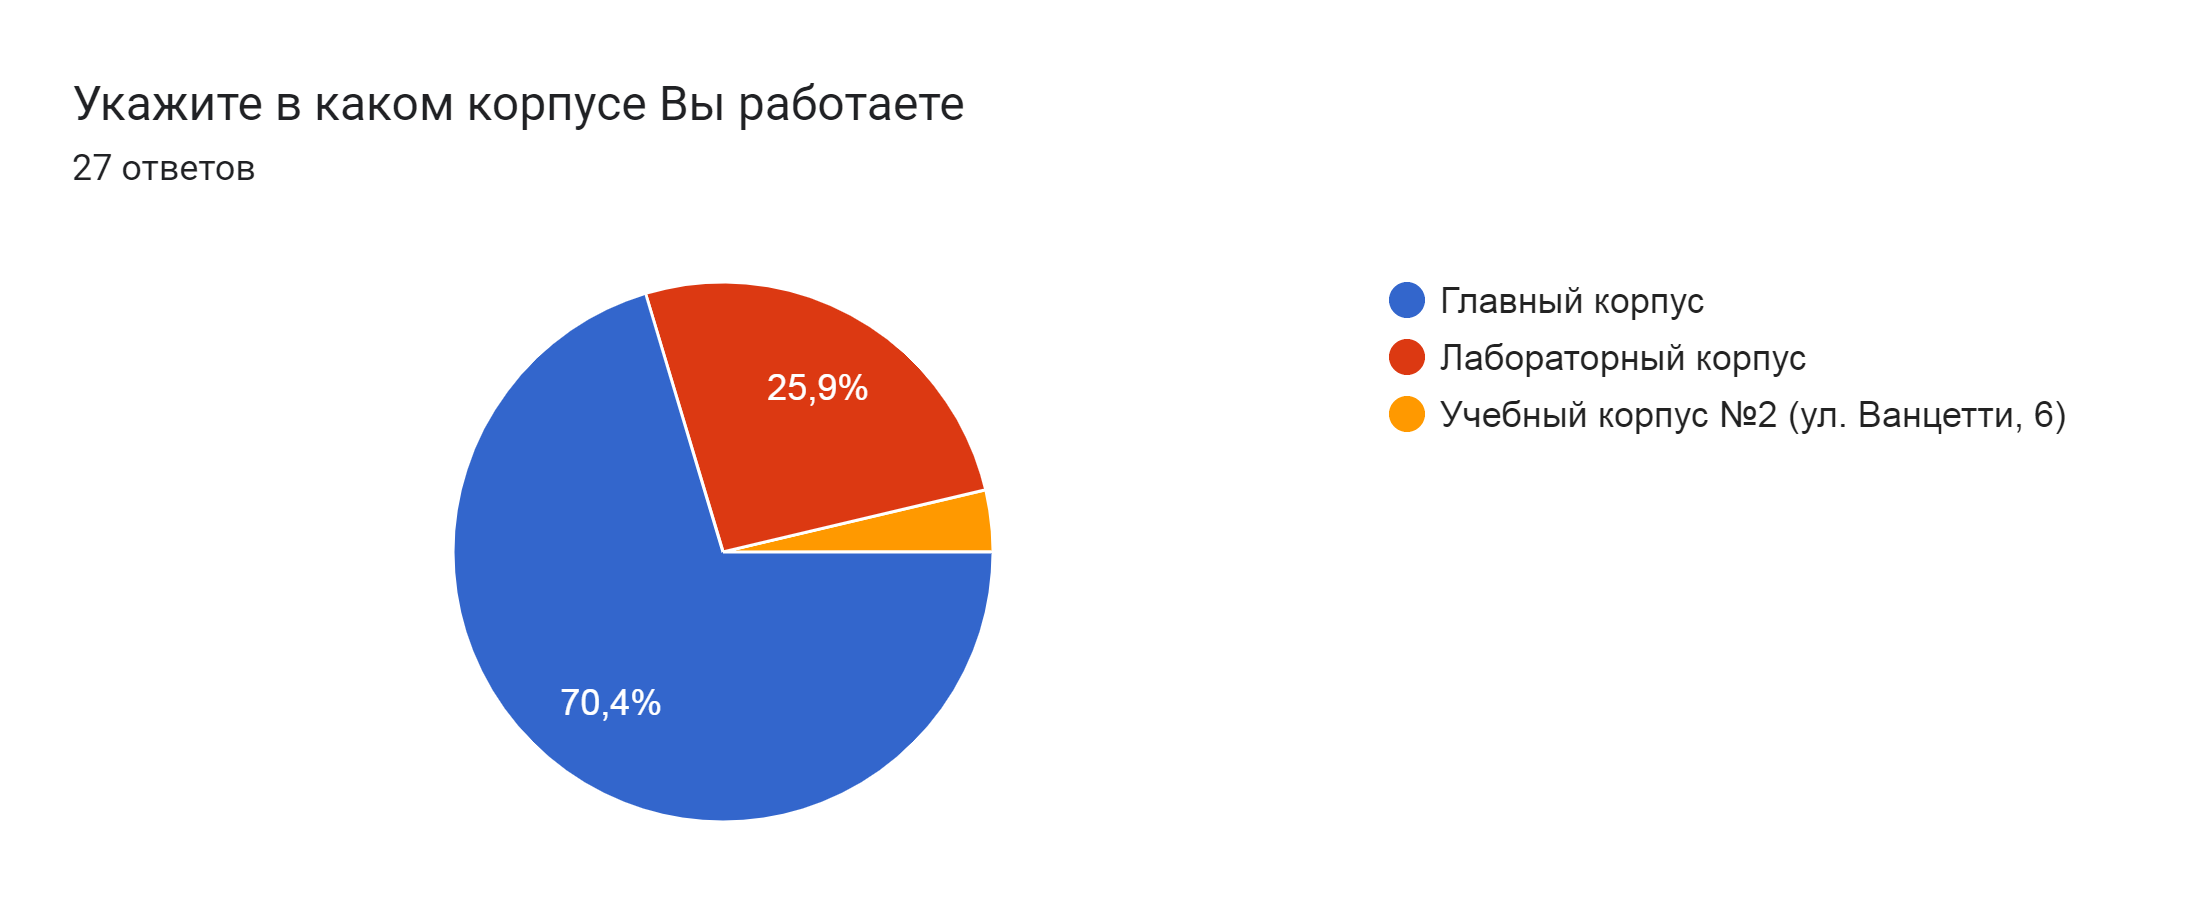 Укажите в каком корпусе Вы работаете
27 ответов
Главный корпус
Лабораторный корпус
Учебный корпус №2 (ул. Ванцетти, 6)
25,9%
70,4%